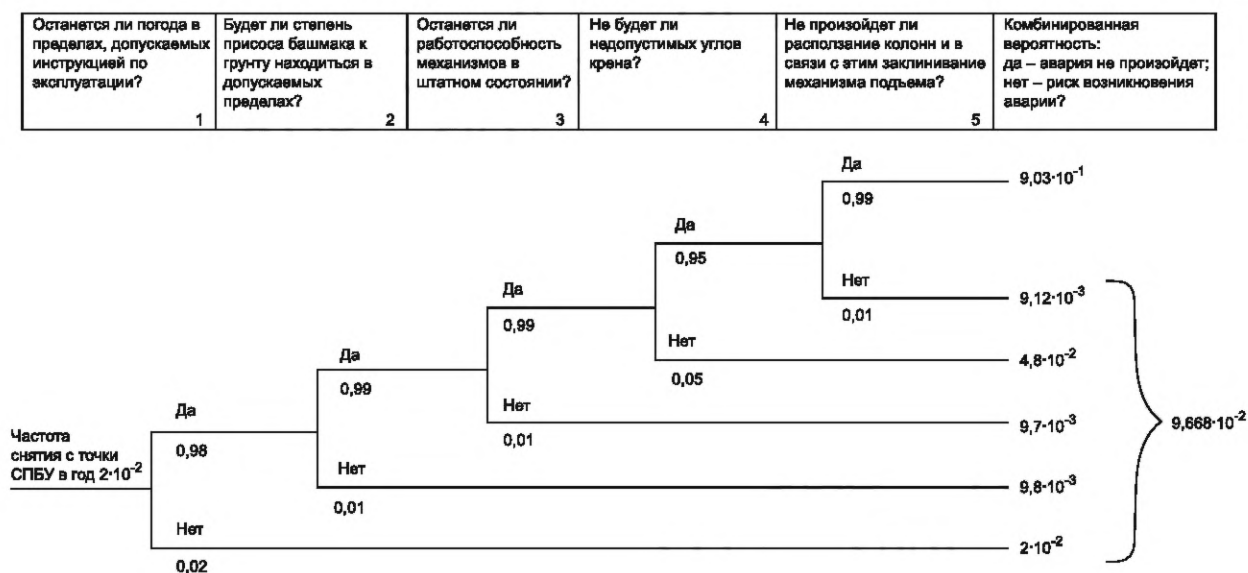 Останется ли погода в
пределах, допускаемых
инструкцией по
эксплуатации?
1
Будет ли степень
присоса башмака к
грунту находиться в
допускаемых
пределах?
2
Останется ли
работоспособность
механизмов в
штатном состоянии?
3
Не будет ли
недопустимых углов
крена?
4
Не произойдет ли
расползание колонн и в
связи с этим заклинивание
механизма подъема?
5
Комбинированная
вероятность:
да – авария не произойдет;
нет – риск возникновения
аварии?
Да
0,99
9,03·10⁻¹
Да
0,95
Нет
0,01
9,12·10⁻³
Да
0,99
Нет
0,05
4,8·10⁻²
Да
0,99
Нет
0,01
9,7·10⁻³
9,668·10⁻²
Да
0,98
Нет
0,01
9,8·10⁻³
Частота
снятия с точки
СПБУ в год 2·10⁻²
Нет
0,02
2·10⁻²